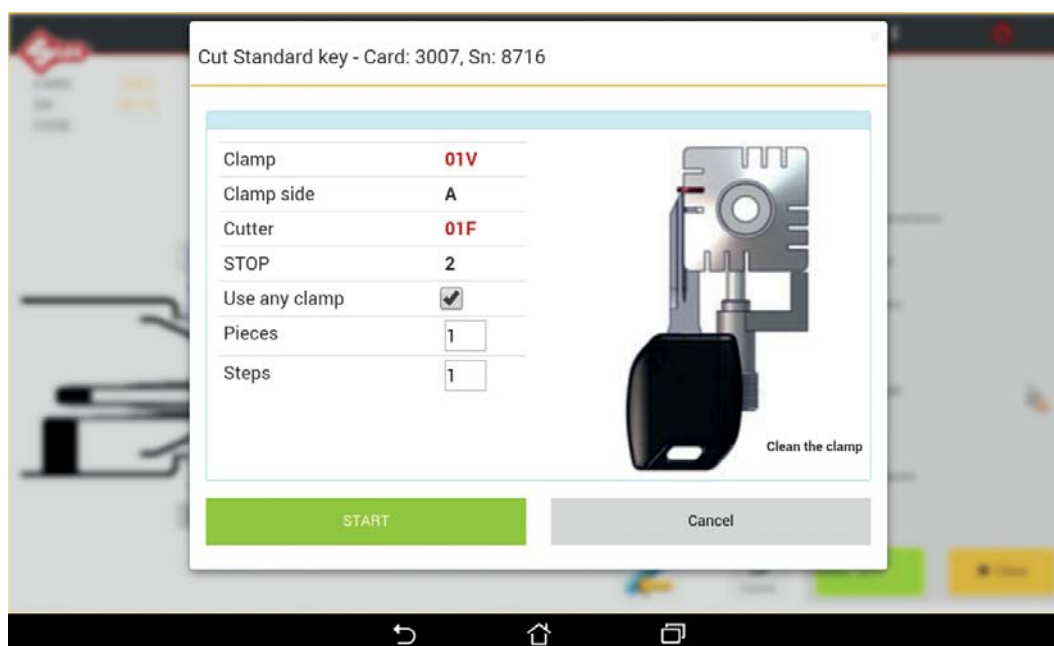 Cut Standard key - Card: 3007, Sn: 8716
Clamp 01V
Clamp side A
Cutter 01F
STOP 2
Use any clamp
Pieces 1
Steps 1
Clean the clamp
START Cancel